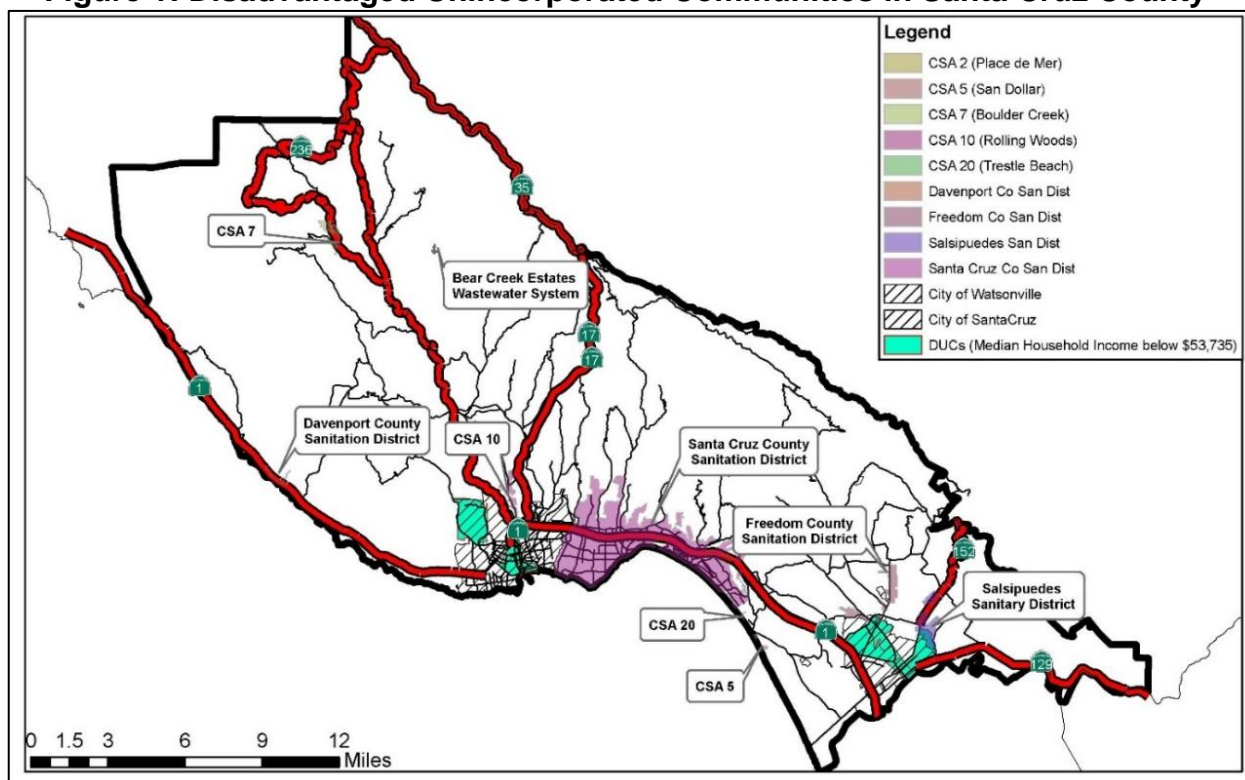 Figure 1: Disadvantaged Unincorporated Communities in Santa Cruz County
Legend
CSA 2 (Place de Mer)
CSA 5 (San Dollar)
CSA 7 (Boulder Creek)
CSA 10 (Rolling Woods)
CSA 20 (Trestle Beach)
Davenport Co San Dist
Freedom Co San Dist
Salsipuedes San Dist
Santa Cruz Co San Dist
City of Watsonville
City of SantaCruz
DUCs (Median Household Income below $53,735)
236
35
CSA 7
Bear Creek Estates
Wastewater System
17
17
1
Davenport County
Sanitation District
CSA 10
Santa Cruz County
Sanitation District
1
Freedom County
Sanitation District
152
Salsipuedes
Sanitary District
CSA 20
1
CSA 5
129
0 1.5 3 6 9 12
Miles